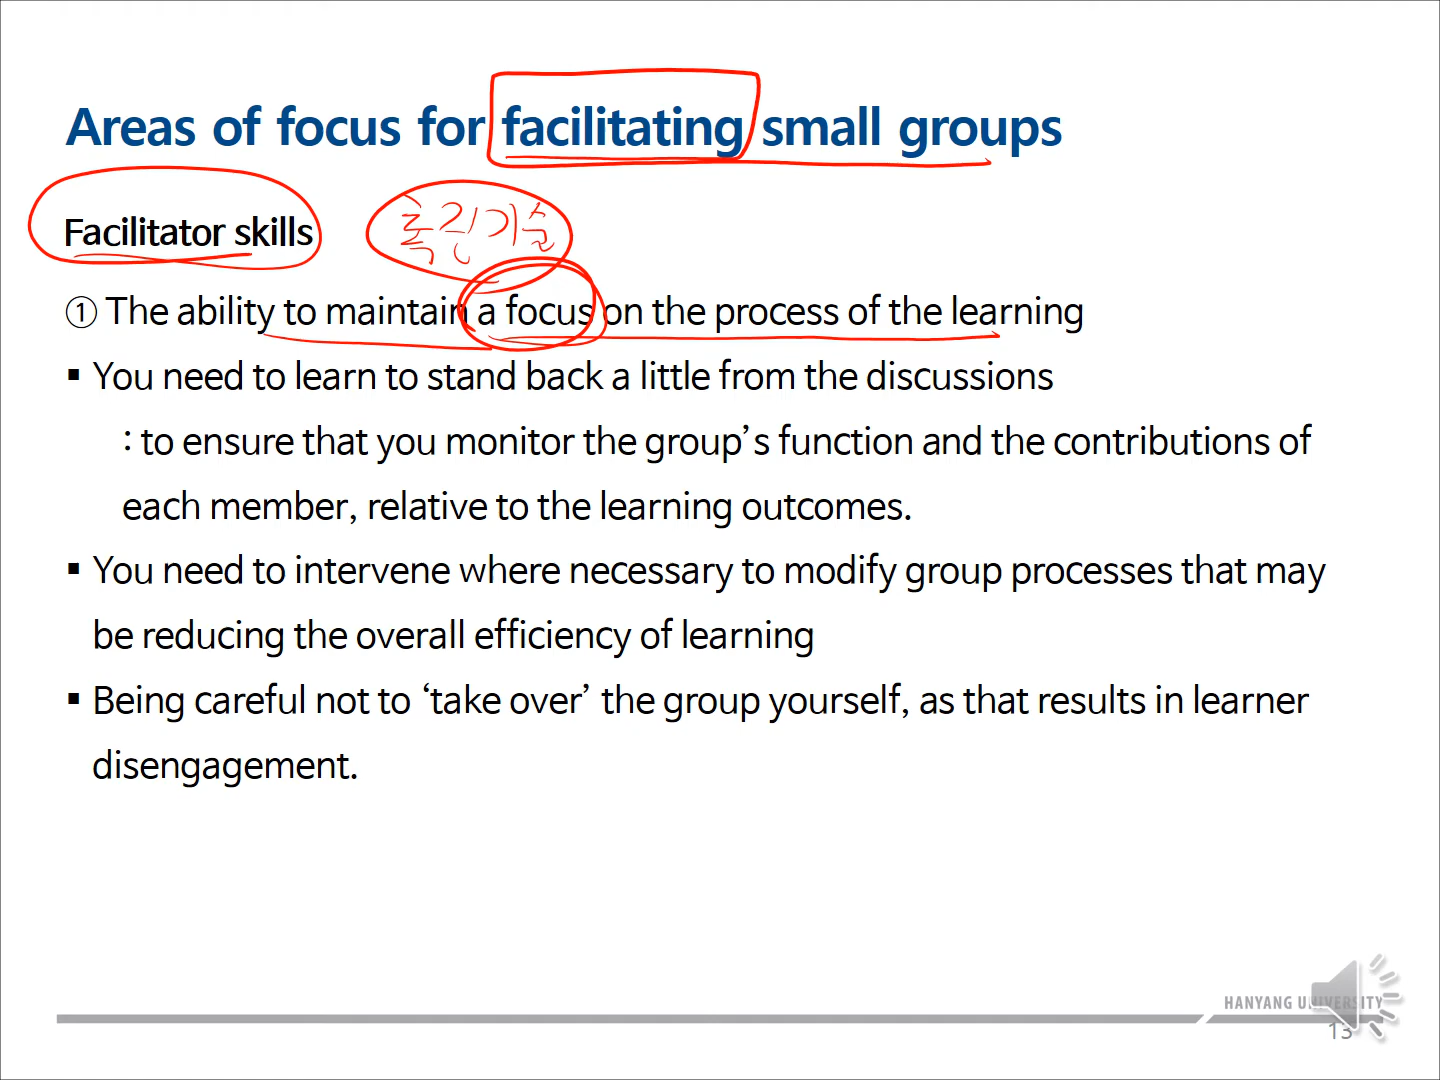 Areas of focus for facilitating small groups
Facilitator skills 촉진기술
① The ability to maintain a focus on the process of the learning
▪ You need to learn to stand back a little from the discussions
: to ensure that you monitor the group’s function and the contributions of
each member, relative to the learning outcomes.
▪ You need to intervene where necessary to modify group processes that may
be reducing the overall efficiency of learning
▪ Being careful not to ‘take over’ the group yourself, as that results in learner
disengagement.
HANYANG UNIVERSITY
13